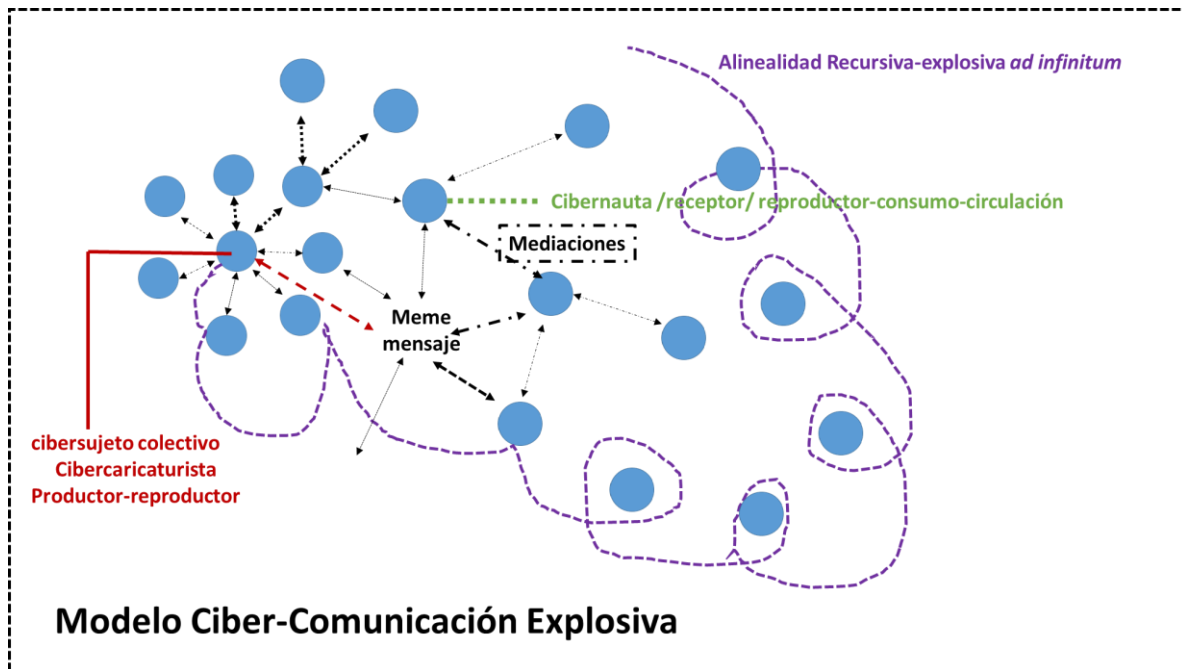 Alinealidad Recursiva-explosiva ad infinitum
Cibernauta /receptor/ reproductor-consumo-circulación
Mediaciones
Meme
mensaje
cibersujeto colectivo
Cibercaricaturista
Productor-reproductor
Modelo Ciber-Comunicación Explosiva